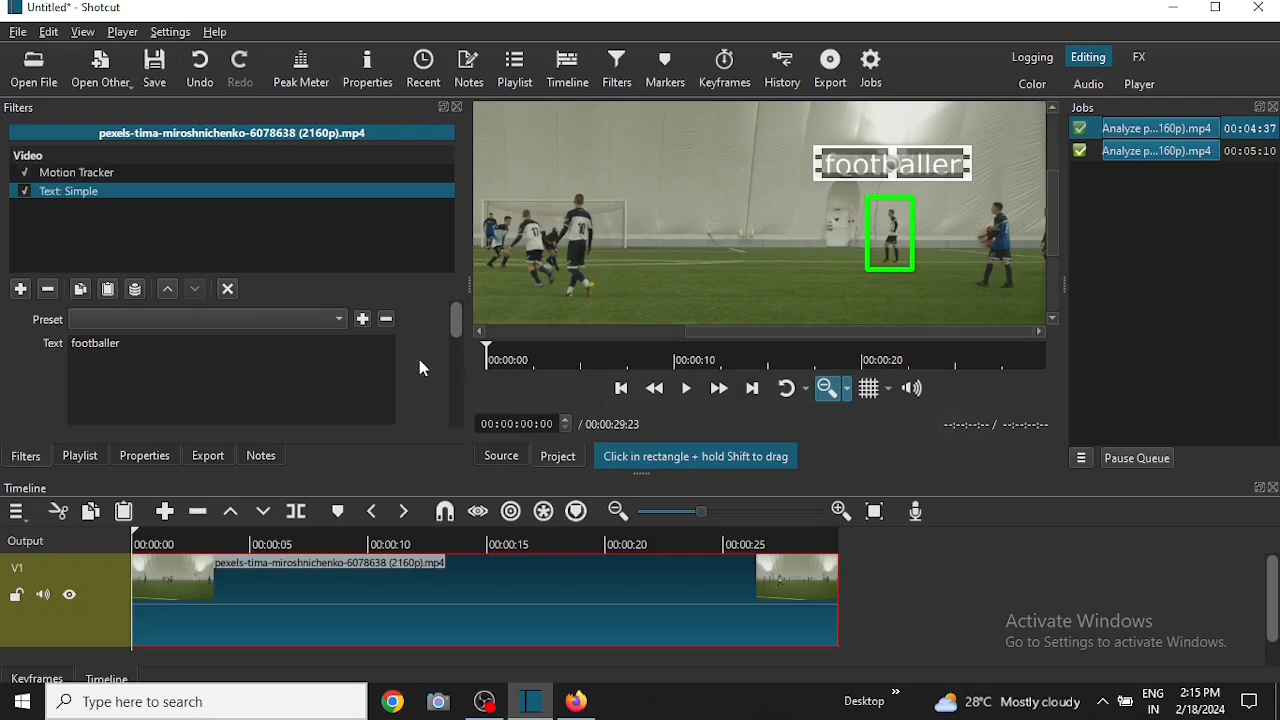 Untitled* - Shotcut
File Edit View Player Settings Help
Open File Open Other Save Undo Redo Peak Meter Properties Recent Notes Playlist Timeline Filters Markers Keyframes History Export Jobs
Logging Editing FX
Color Audio Player
Filters
pexels-tima-miroshnichenko-6078638 (2160p).mp4
Video
Motion Tracker
Text: Simple
Preset
Text footballer
footballer
10
00:00:00 00:00:10 00:00:20
00:00:00:00 / 00:00:29:23
--:--:--:-- / --:--:--:--
Source Project Click in rectangle + hold Shift to drag
Jobs
Analyze p...160p).mp4 00:04:37
Analyze p...160p).mp4 00:05:10
Pause Queue
Filters Playlist Properties Export Notes
Timeline
Output
00:00:00 00:00:05 00:00:10 00:00:15 00:00:20 00:00:25
V1
pexels-tima-miroshnichenko-6078638 (2160p).mp4
Activate Windows
Go to Settings to activate Windows.
Keyframes Timeline
Type here to search
Desktop
28°C Mostly cloudy
ENG
IN
2:15 PM
2/18/2024